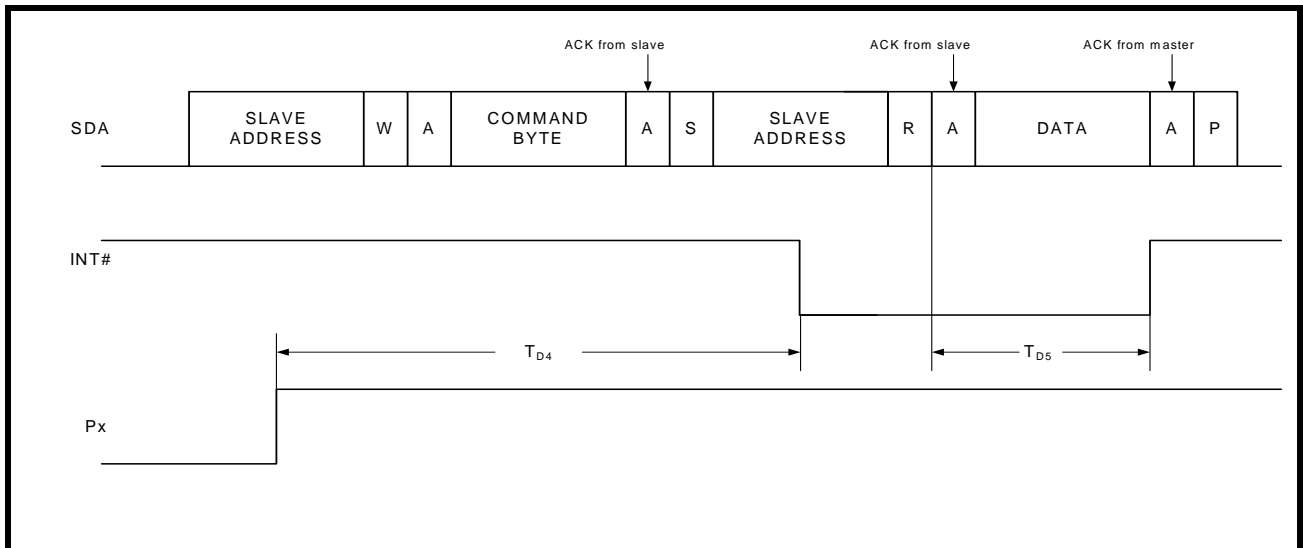 ACK from slave
ACK from slave
ACK from master
SDA
SLAVE ADDRESS
W
A
COMMAND BYTE
A
S
SLAVE ADDRESS
R
A
DATA
A
P
INT#
TD4
TD5
Px